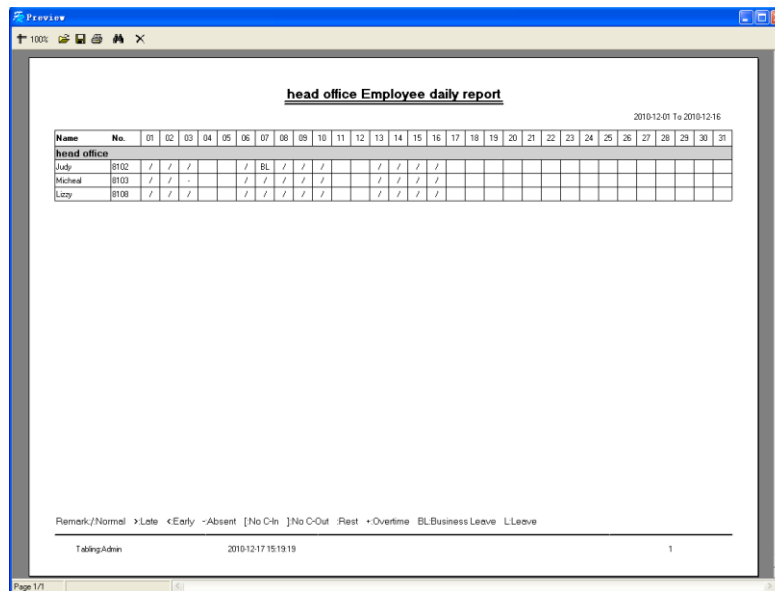 Preview
100%
head office Employee daily report
2010-12-01 To 2010-12-16
Name No. 01 02 03 04 05 06 07 08 09 10 11 12 13 14 15 16 17 18 19 20 21 22 23 24 25 26 27 28 29 30 31
head office
Judy 8102 / / / / BL / / / / / / /
Micheal 8103 / / - / / / / / / / / /
Lizzy 8108 / / / / / / / / / / / /
Remark:/:Normal >:Late <:Early -:Absent [:No C-In ]:No C-Out :Rest +:Overtime BL:Business Leave L:Leave
Tabling:Admin 2010-12-17 15:19:19 1
Page 1/1